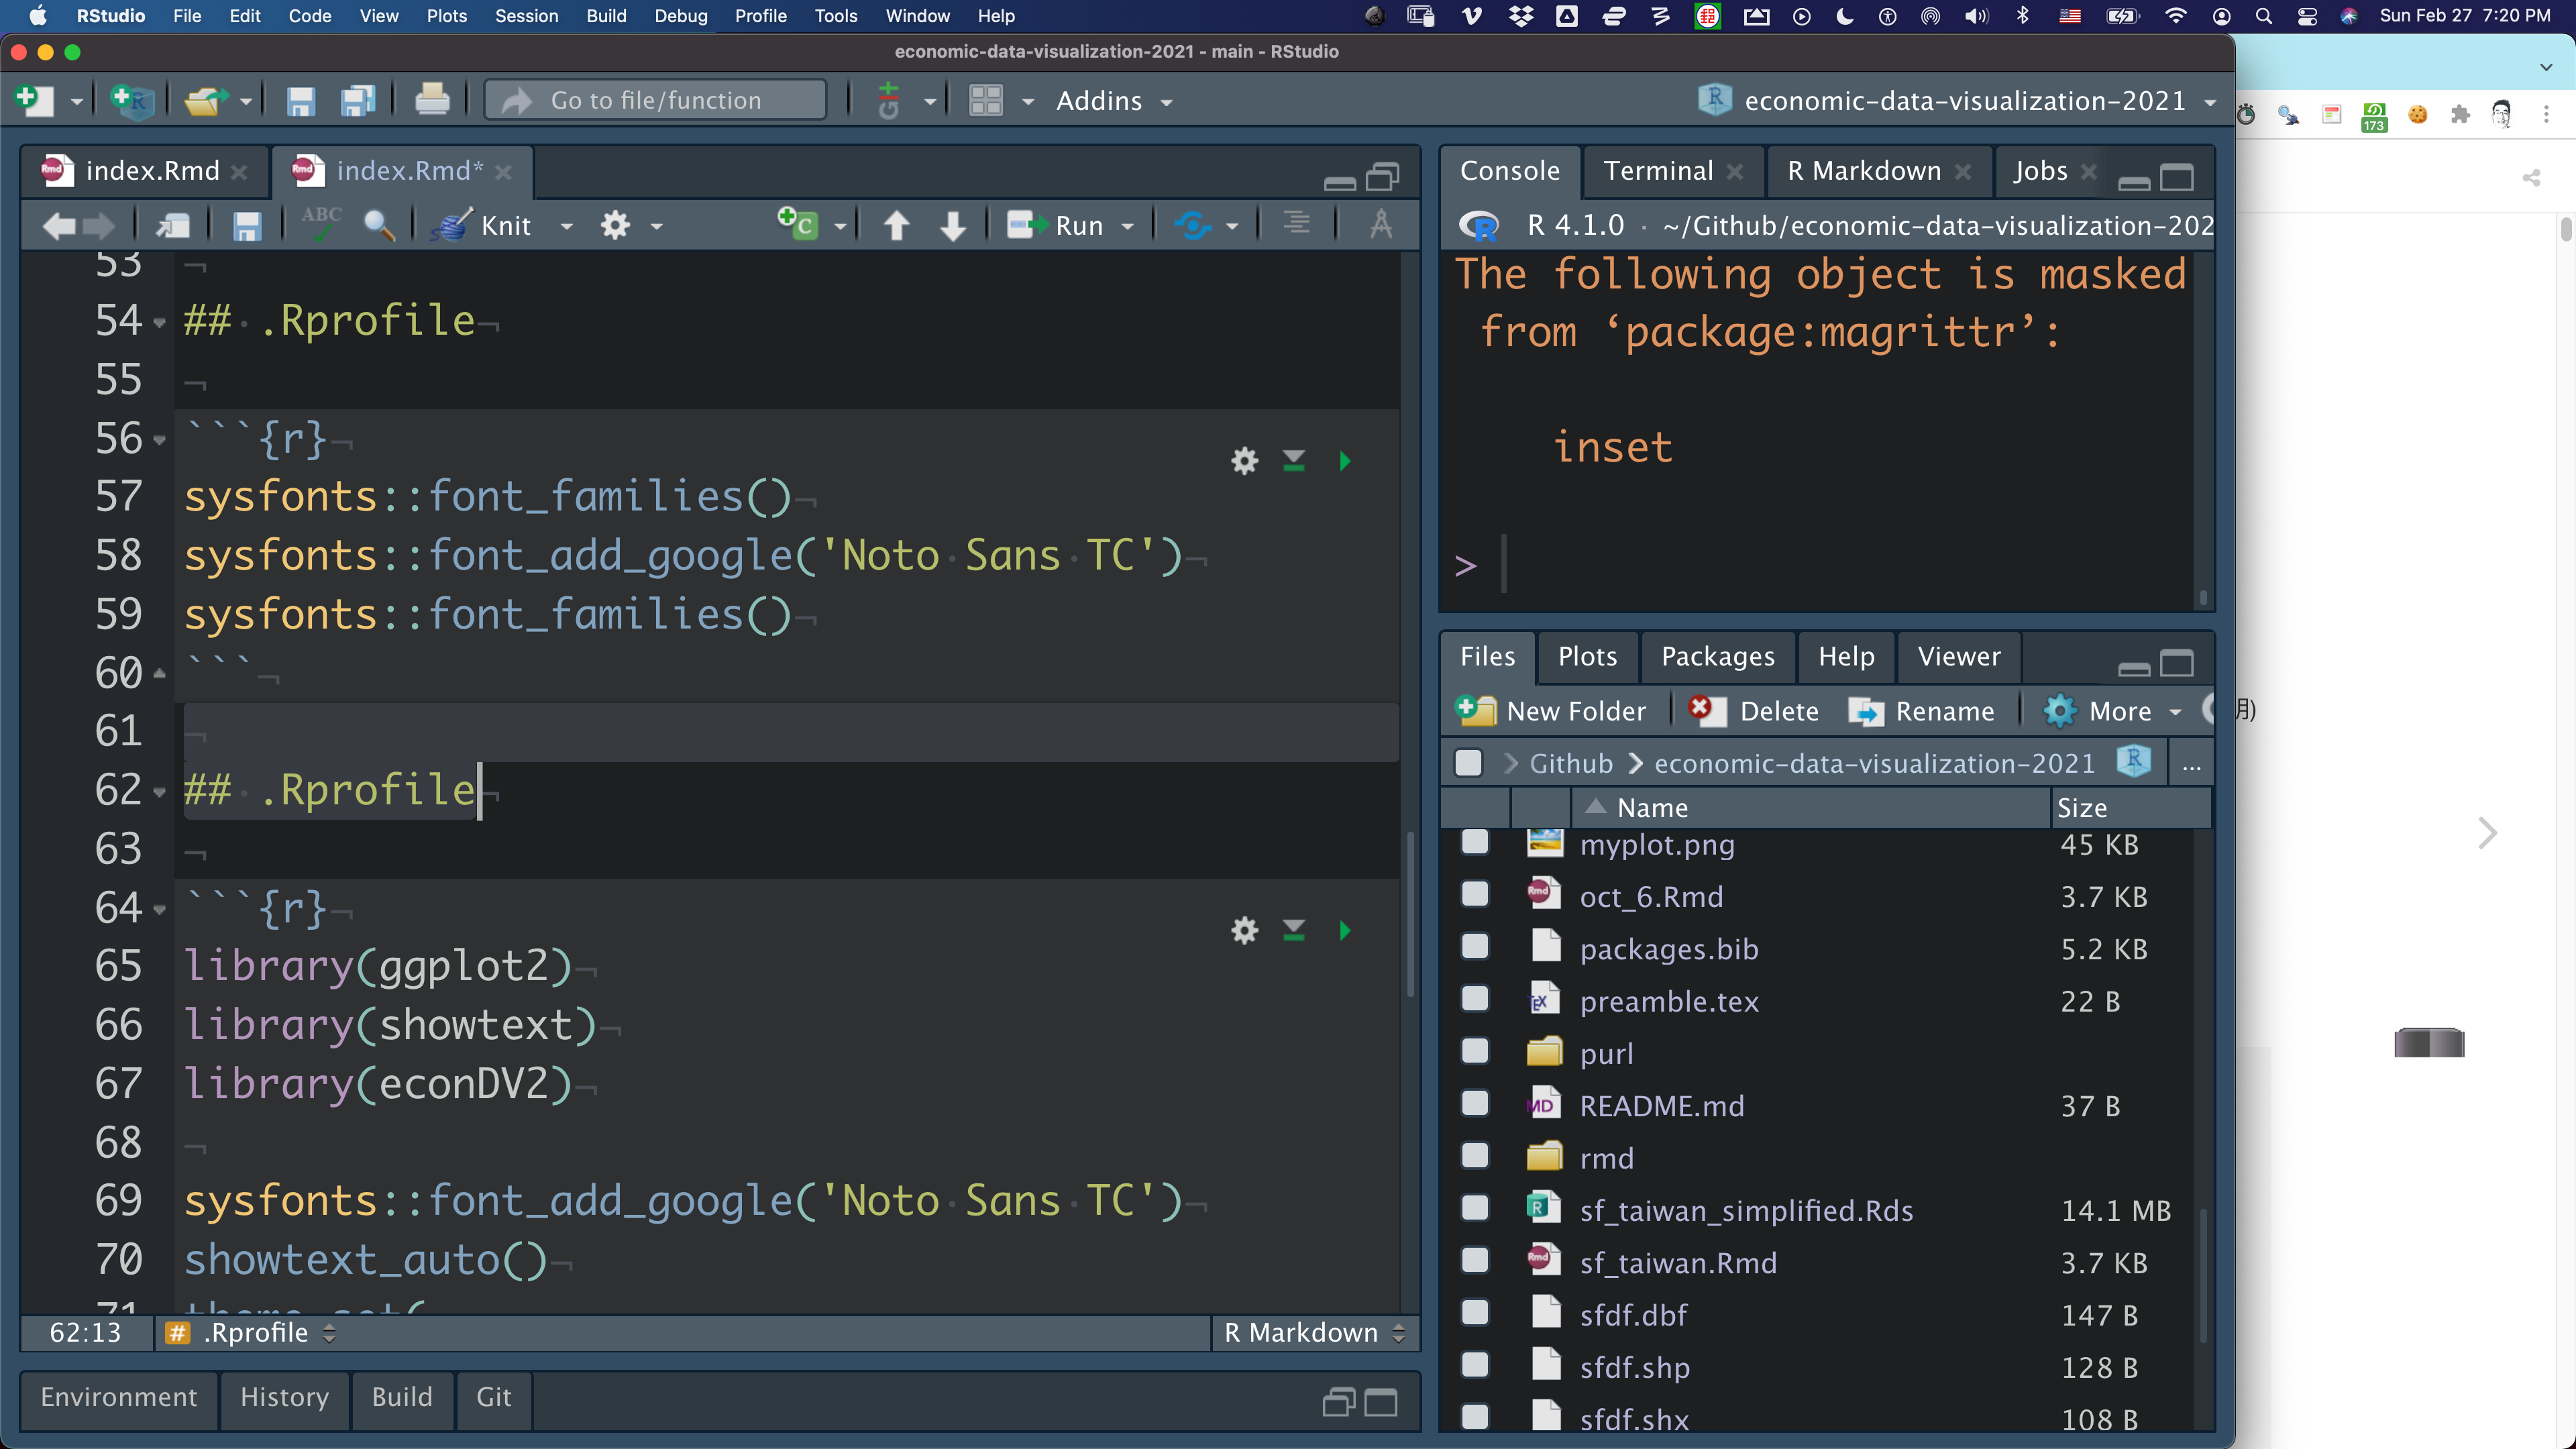 RStudio File Edit Code View Plots Session Build Debug Profile Tools Window Help Sun Feb 27 7:20 PM
economic-data-visualization-2021 - main - RStudio
Go to file/function Addins economic-data-visualization-2021
173
index.Rmd index.Rmd*
ABC Knit Run
53
54 ## .Rprofile
55
56 ```{r}
57 sysfonts::font_families()
58 sysfonts::font_add_google('Noto Sans TC')
59 sysfonts::font_families()
60 ```
61
62 ## .Rprofile
63
64 ```{r}
65 library(ggplot2)
66 library(showtext)
67 library(econDV2)
68
69 sysfonts::font_add_google('Noto Sans TC')
70 showtext_auto()
71 theme_set(
62:13 # .Rprofile R Markdown
Environment History Build Git
Console Terminal R Markdown Jobs
R 4.1.0 · ~/Github/economic-data-visualization-202
The following object is masked
from ‘package:magrittr’:
inset
>
Files Plots Packages Help Viewer
New Folder Delete Rename More
Github economic-data-visualization-2021 ...
Name Size
myplot.png 45 KB
oct_6.Rmd 3.7 KB
packages.bib 5.2 KB
preamble.tex 22 B
purl
README.md 37 B
rmd
sf_taiwan_simplified.Rds 14.1 MB
sf_taiwan.Rmd 3.7 KB
sfdf.dbf 147 B
sfdf.shp 128 B
sfdf.shx 108 B